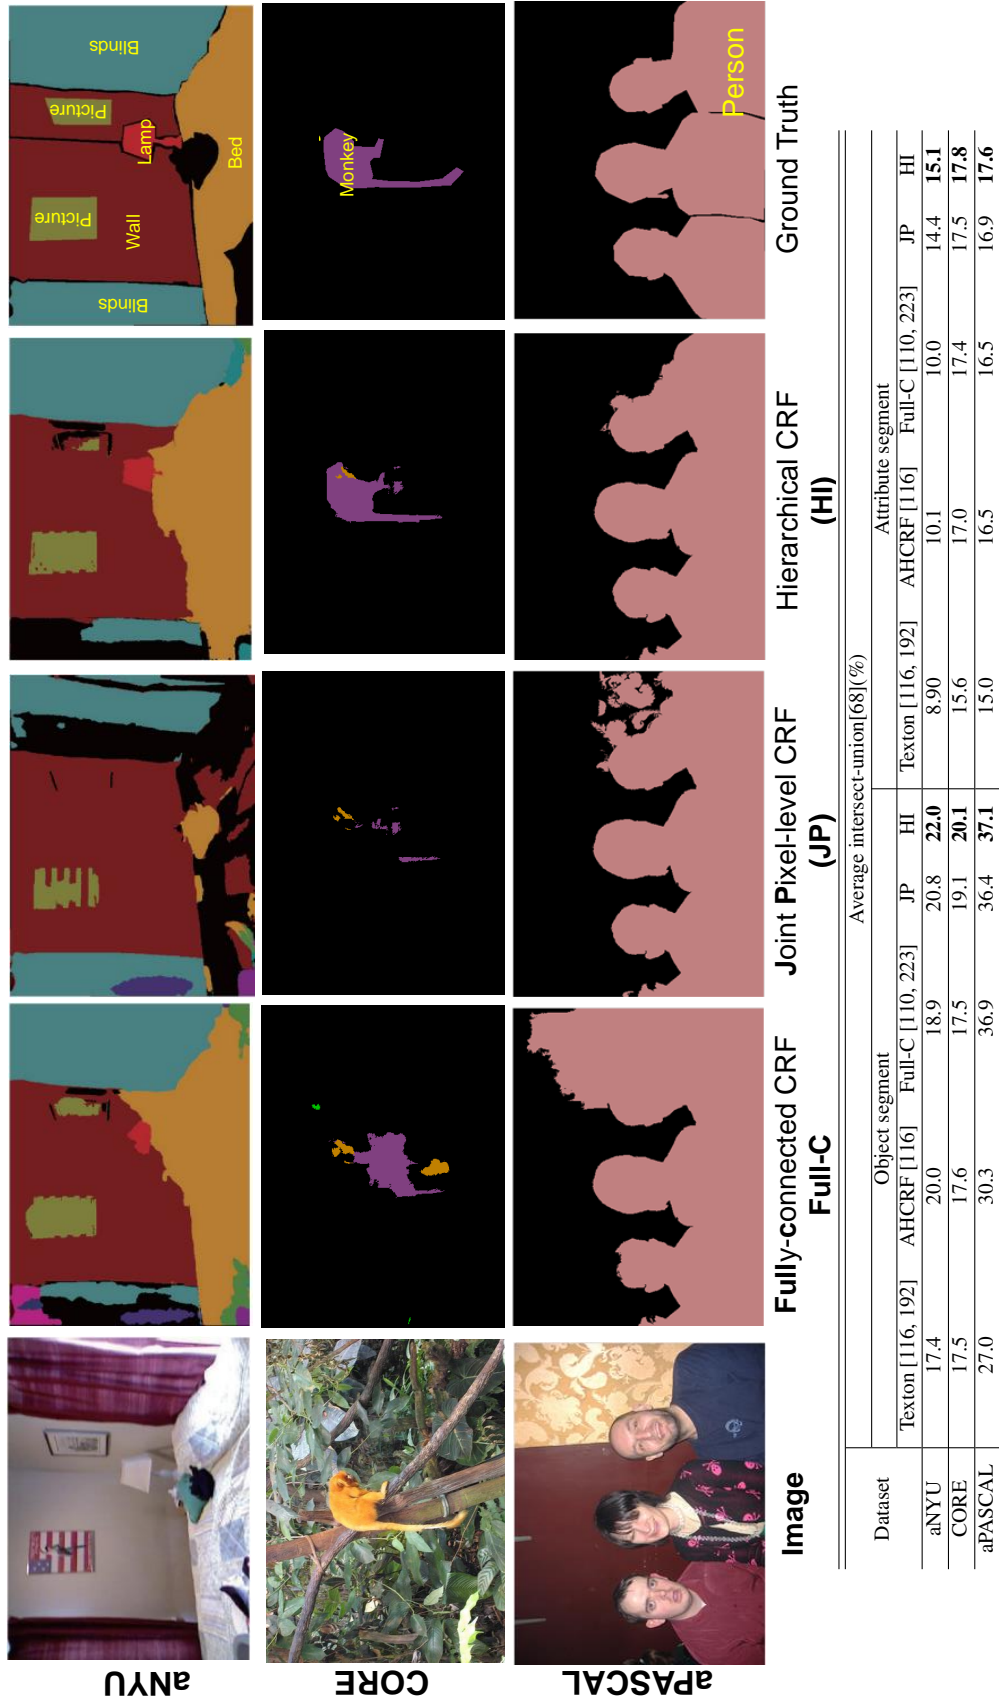 aNYU
Blinds
Picture
Wall
Picture
Lamp
Blinds
Bed
CORE
Monkey
aPASCAL
Person
Image
Fully-connected CRF
Full-C
Joint Pixel-level CRF
(JP)
Hierarchical CRF
(HI)
Ground Truth
Dataset
Average intersect-union[68](%)
Object segment Attribute segment
Texton [116, 192] AHCRF [116] Full-C [110, 223] JP HI Texton [116, 192] AHCRF [116] Full-C [110, 223] JP HI
aNYU 17.4 20.0 18.9 20.8 22.0 8.90 10.1 10.0 14.4 15.1
CORE 17.5 17.6 17.5 19.1 20.1 15.6 17.0 17.4 17.5 17.8
aPASCAL 27.0 30.3 36.9 36.4 37.1 15.0 16.5 16.5 16.9 17.6